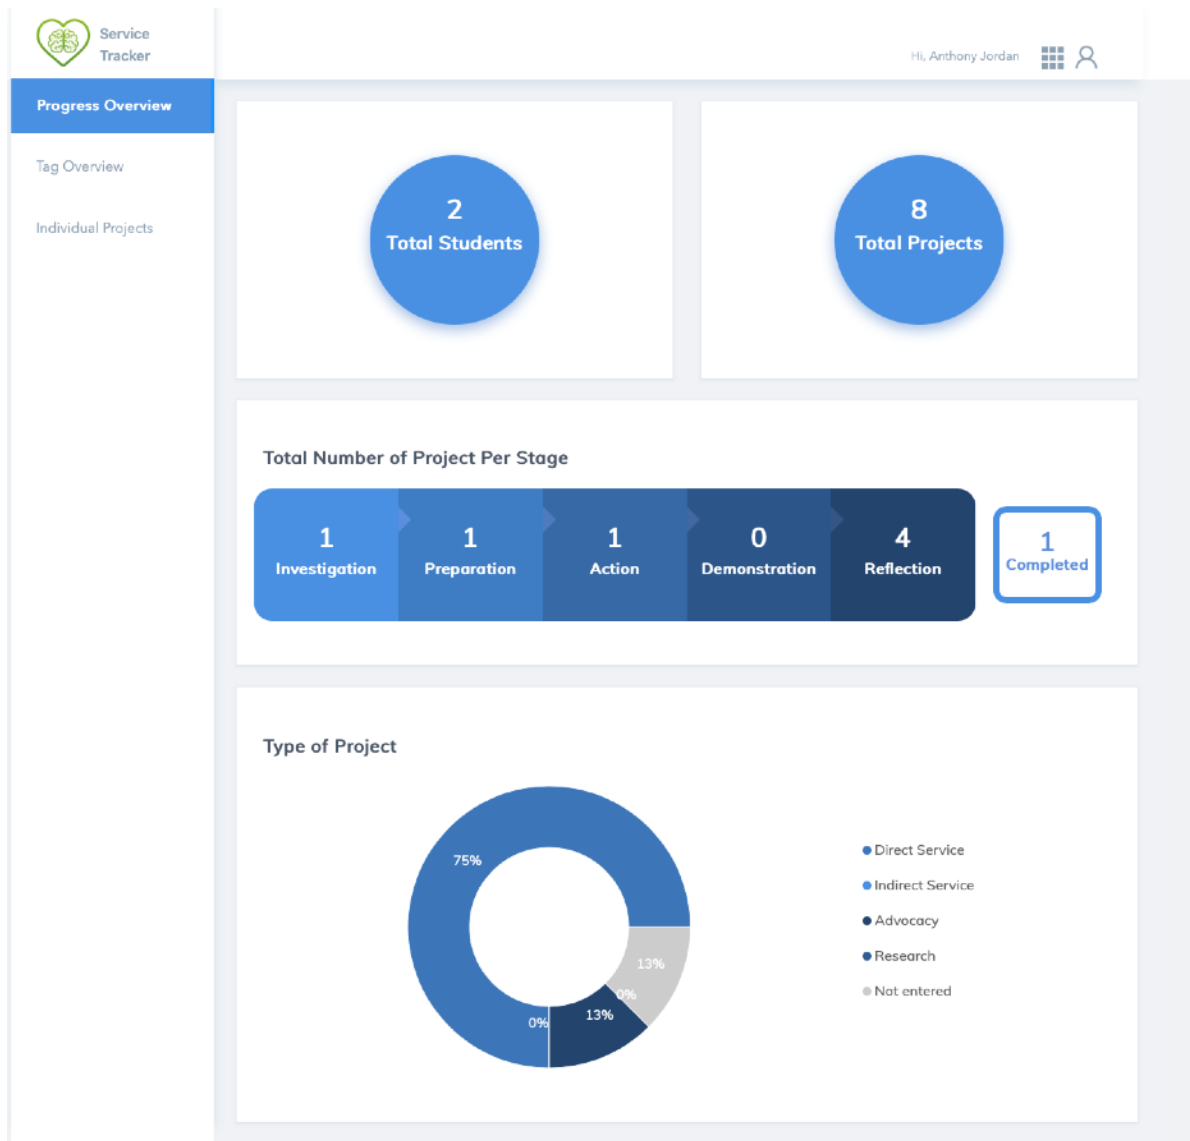 Service
Tracker
Hi, Anthony Jordan
Progress Overview
Tag Overview
Individual Projects
2
Total Students
8
Total Projects
Total Number of Project Per Stage
1
Investigation
1
Preparation
1
Action
0
Demonstration
4
Reflection
1
Completed
Type of Project
75%
13%
0%
13%
0%
Direct Service
Indirect Service
Advocacy
Research
Not entered